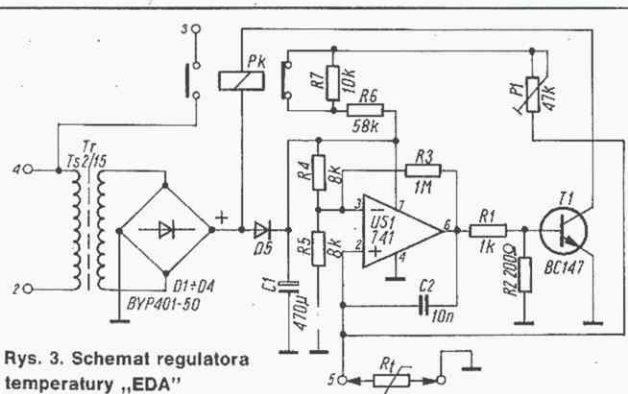 3
Pk
R7
10k
R6
58k
P1
47k
4
Tr
Ts2/15
+
D5
R4
8k
R3
1M
3
−
7
US1
741
6
2
+
4
R5
8k
R1
1k
T1
BC147
R2 200Ω
C1
470µ
C2
10n
D1÷D4
BYP401-50
2
5
Rt
Rys. 3. Schemat regulatora
temperatury „EDA"